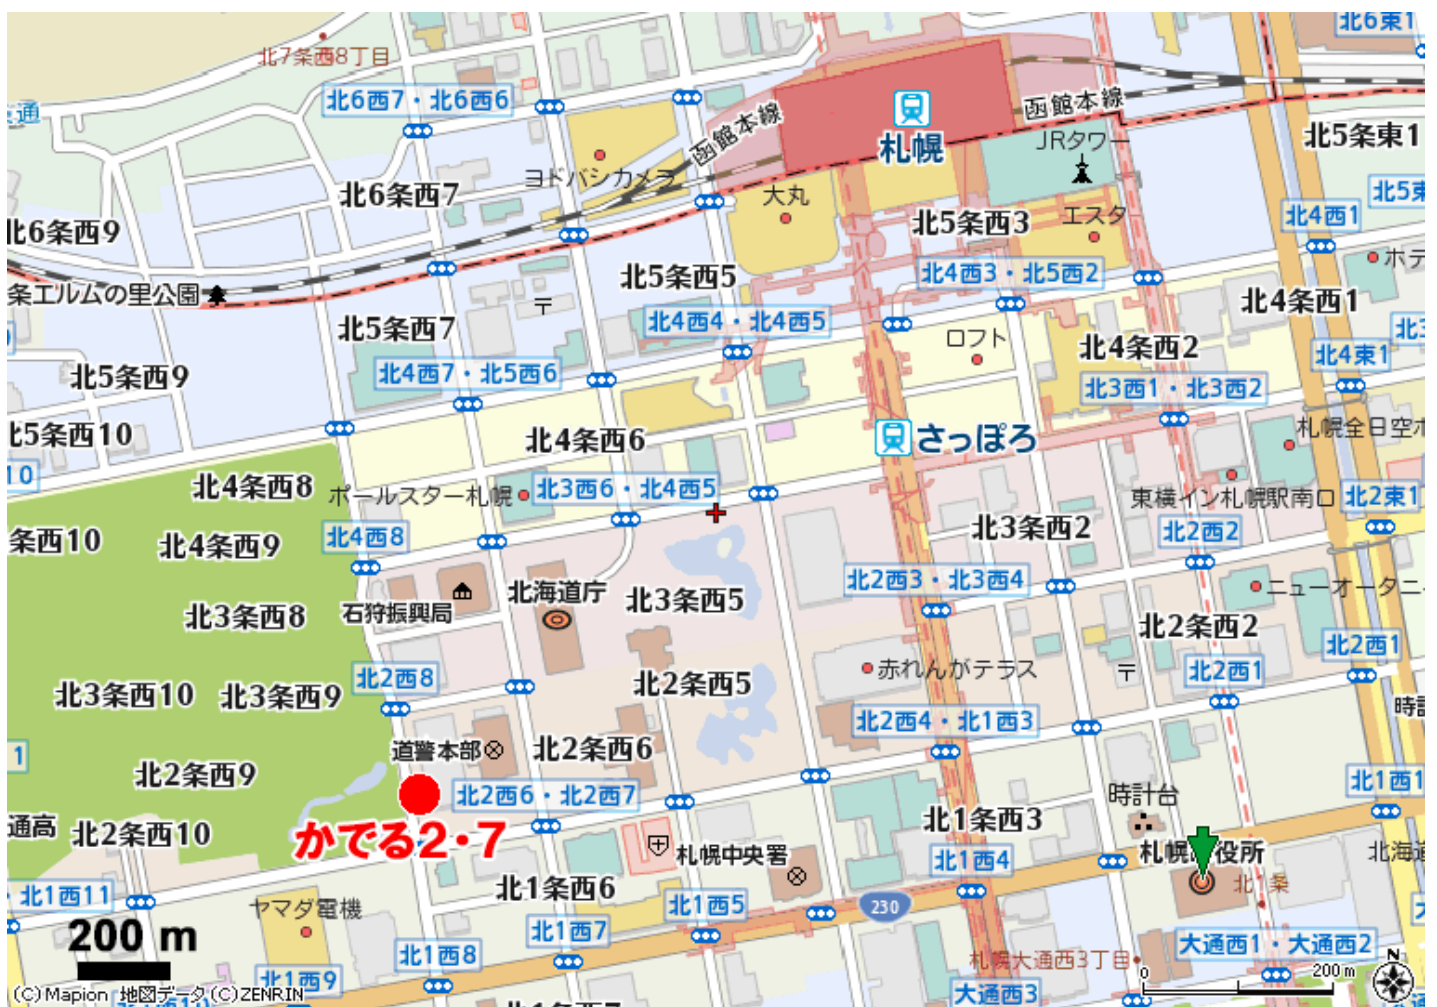 北6東1
北7条西8丁目
北6西7・北6西6
通
函館本線
函館本線
札幌
JRタワー
北5条東1
ヨドバシカメラ
北6条西7
大丸
北5条西3
エスタ
北4西1
北6条西9
北5条西5
北4西3・北5西2
条エルムの里公園
〒
北4条西1
北5条西7
北4西4・北4西5
ロフト
北4条西2
北4東1
北5条西9
北4西7・北5西6
北3西1・北3西2
北5条西10
北4条西6
さっぽろ
札幌全日空ホ
10
北4条西8
ポールスター札幌
北3西6・北4西5
東横イン札幌駅南口
北2東1
条西10
北4条西9
北4西8
北3条西2
北2西2
北海道庁
北2西3・北3西4
ニューオータニ
北3条西8
石狩振興局
北3条西5
北2条西2
北2西1
北3条西10
北3条西9
北2西8
北2条西5
赤れんがテラス
〒
北2西1
北2西4・北1西3
時計
1
北2条西9
道警本部
北2条西6
北1西1
北2西6・北2西7
時計台
通高
北2条西10
かでる2・7
札幌中央署
北1条西3
札幌
役所
北海道
北1西4
・北1西11
北1条西6
北1条
ヤマダ電機
北1西5
230
200 m
北1西7
北1西8
大通西1・大通西2
札幌大通西3丁目
北1西9
大通西3
0
200m
N
(C)Mapion 地図データ(C)ZENRIN